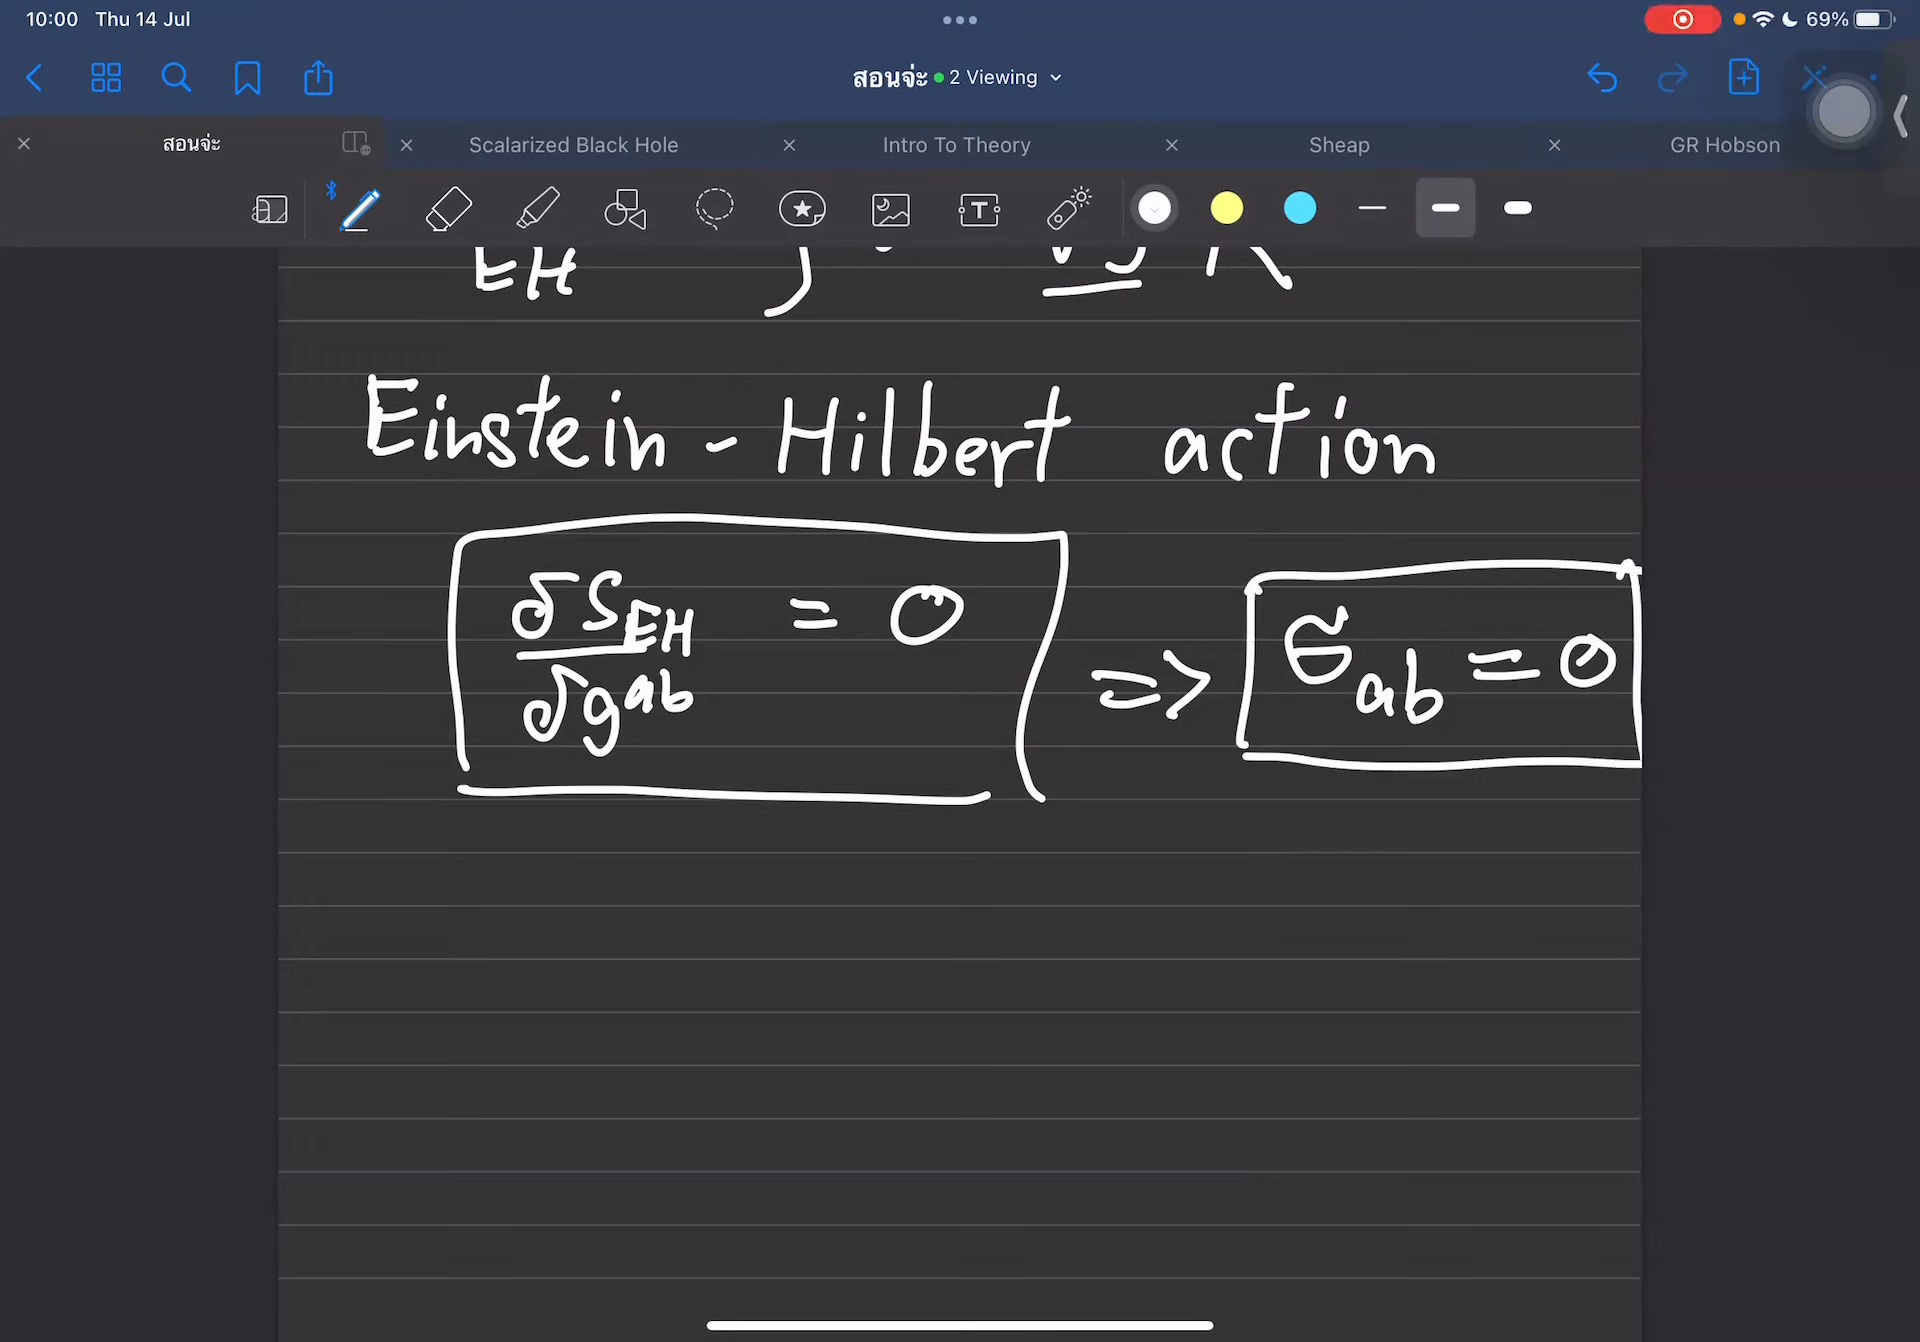 10:00 Thu 14 Jul 69%
สอนจ่ะ 2 Viewing
สอนจ่ะ Scalarized Black Hole Intro To Theory Sheap GR Hobson
T
EH
Einstein - Hilbert action
δS_EH / δg^ab = 0 => G_ab = 0